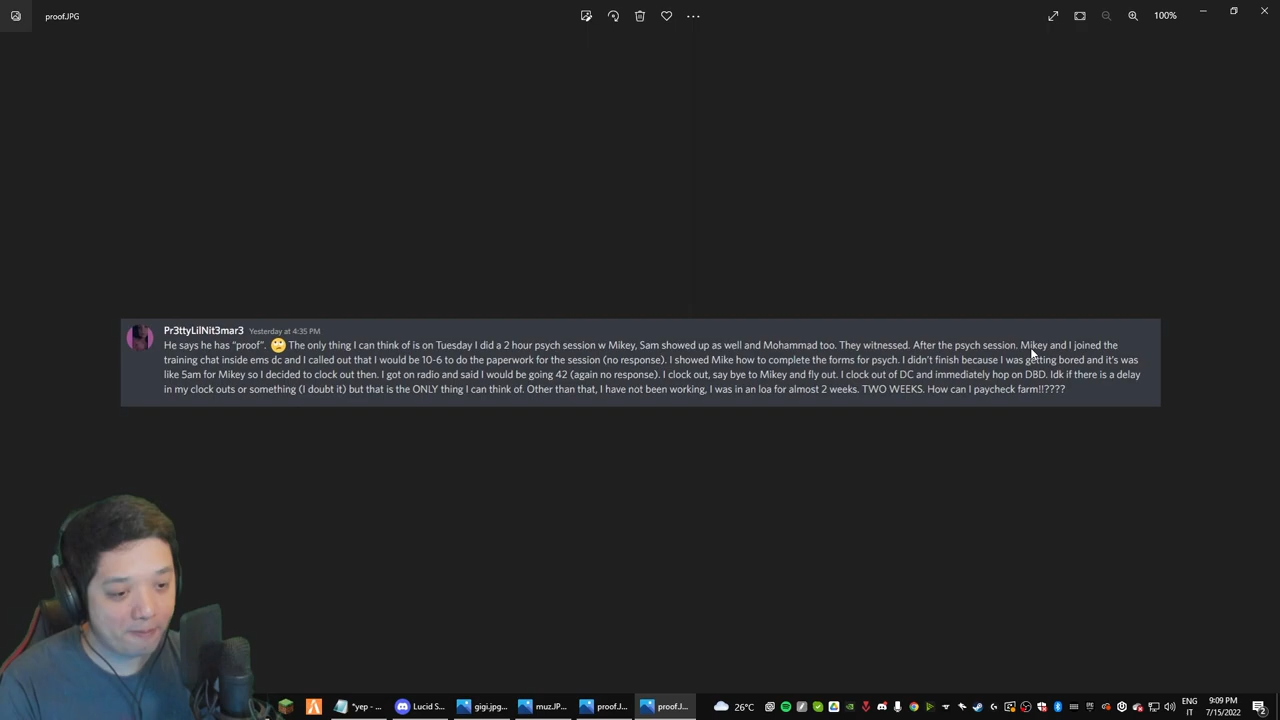 proof.JPG
100%
Pr3ttyLilNit3mar3 Yesterday at 4:35 PM
He says he has “proof”. 🙄 The only thing I can think of is on Tuesday I did a 2 hour psych session w Mikey, Sam showed up as well and Mohammad too. They witnessed. After the psych session. Mikey and I joined the
training chat inside ems dc and I called out that I would be 10-6 to do the paperwork for the session (no response). I showed Mike how to complete the forms for psych. I didn’t finish because I was getting bored and it’s was
like 5am for Mikey so I decided to clock out then. I got on radio and said I would be going 42 (again no response). I clock out, say bye to Mikey and fly out. I clock out of DC and immediately hop on DBD. Idk if there is a delay
in my clock outs or something (I doubt it) but that is the ONLY thing I can think of. Other than that, I have not been working, I was in an loa for almost 2 weeks. TWO WEEKS. How can I paycheck farm!!????
*yep - ...
Lucid S...
gigi.jpg...
muz.JP...
proof.J...
proof.J...
26°C
ENG
IT
9:09 PM
7/15/2022
2